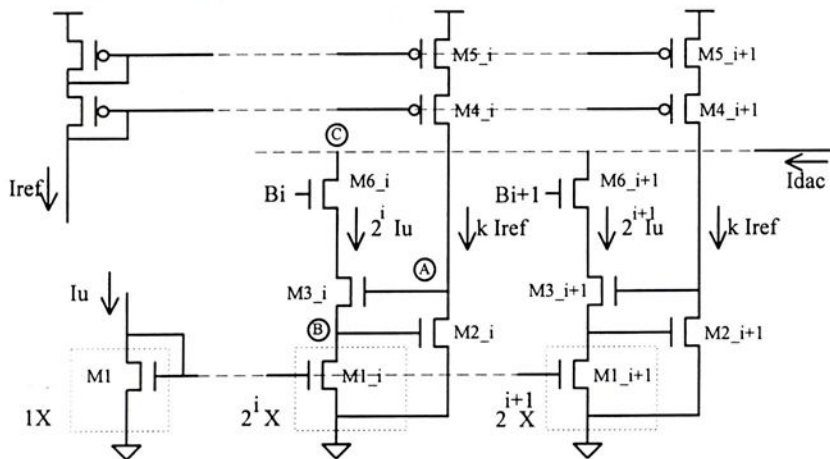 M5_i
M5_i+1
M4_i
M4_i+1
C
Iref
Bi
M6_i
Bi+1
M6_i+1
Idac
2^i Iu
k Iref
2^i+1 Iu
k Iref
A
Iu
M3_i
M3_i+1
B
M2_i
M2_i+1
M1
M1_i
M1_i+1
1X
2^i X
2^i+1 X